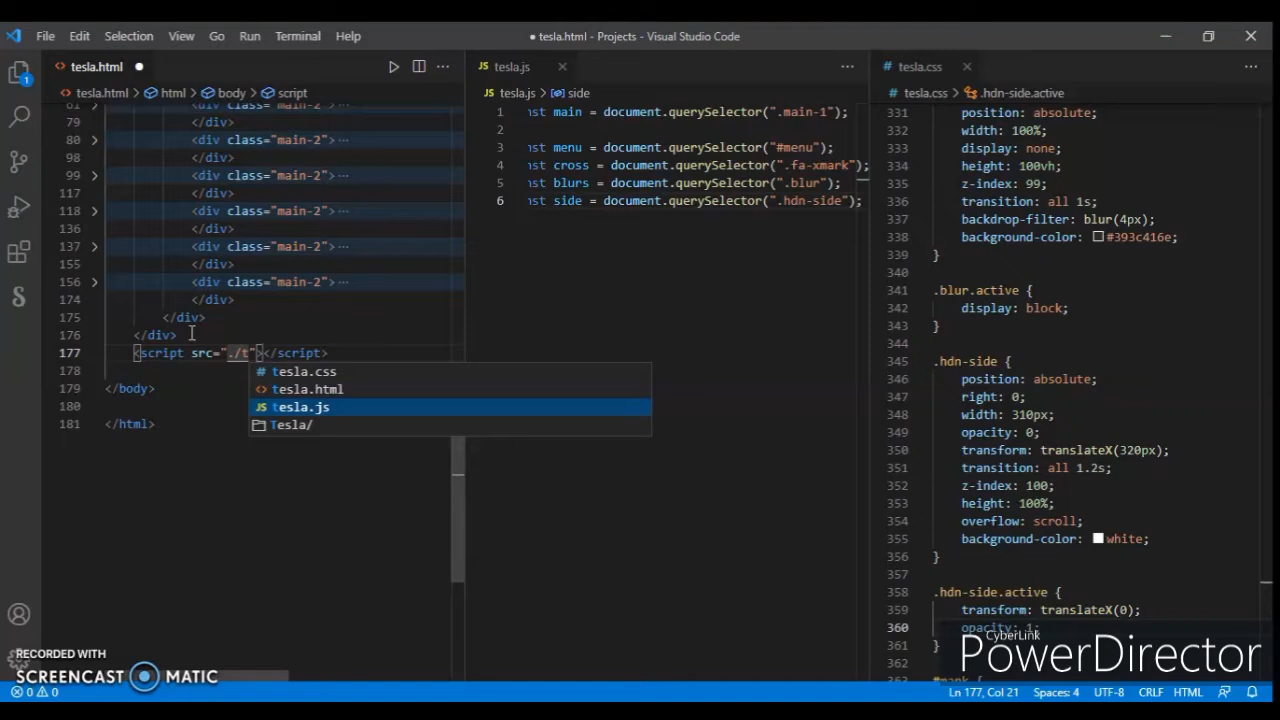 File Edit Selection View Go Run Terminal Help
● tesla.html - Projects - Visual Studio Code
tesla.html ●
tesla.html > html > body > script
79 </div>
80 <div class="main-2">···
98 </div>
99 <div class="main-2">···
117 </div>
118 <div class="main-2">···
136 </div>
137 <div class="main-2">···
155 </div>
156 <div class="main-2">···
174 </div>
175 </div>
176 </div>
177 <script src="./t"></script>
178
179 </body>
180
181 </html>
tesla.css
tesla.html
tesla.js
Tesla/
JS tesla.js
JS tesla.js > side
1 nst main = document.querySelector(".main-1");
2
3 nst menu = document.querySelector("#menu");
4 nst cross = document.querySelector(".fa-xmark");
5 nst blurs = document.querySelector(".blur");
6 nst side = document.querySelector(".hdn-side");
# tesla.css
# tesla.css > .hdn-side.active
331 position: absolute;
332 width: 100%;
333 display: none;
334 height: 100vh;
335 z-index: 99;
336 transition: all 1s;
337 backdrop-filter: blur(4px);
338 background-color: #393c416e;
339 }
340
341 .blur.active {
342 display: block;
343 }
344
345 .hdn-side {
346 position: absolute;
347 right: 0;
348 width: 310px;
349 opacity: 0;
350 transform: translateX(320px);
351 transition: all 1.2s;
352 z-index: 100;
353 height: 100%;
354 overflow: scroll;
355 background-color: white;
356 }
357
358 .hdn-side.active {
359 transform: translateX(0);
360 opacity: 1;
361 }
362
CyberLink
PowerDirector
RECORDED WITH
SCREENCAST MATIC
0 0
Ln 177, Col 21 Spaces: 4 UTF-8 CRLF HTML